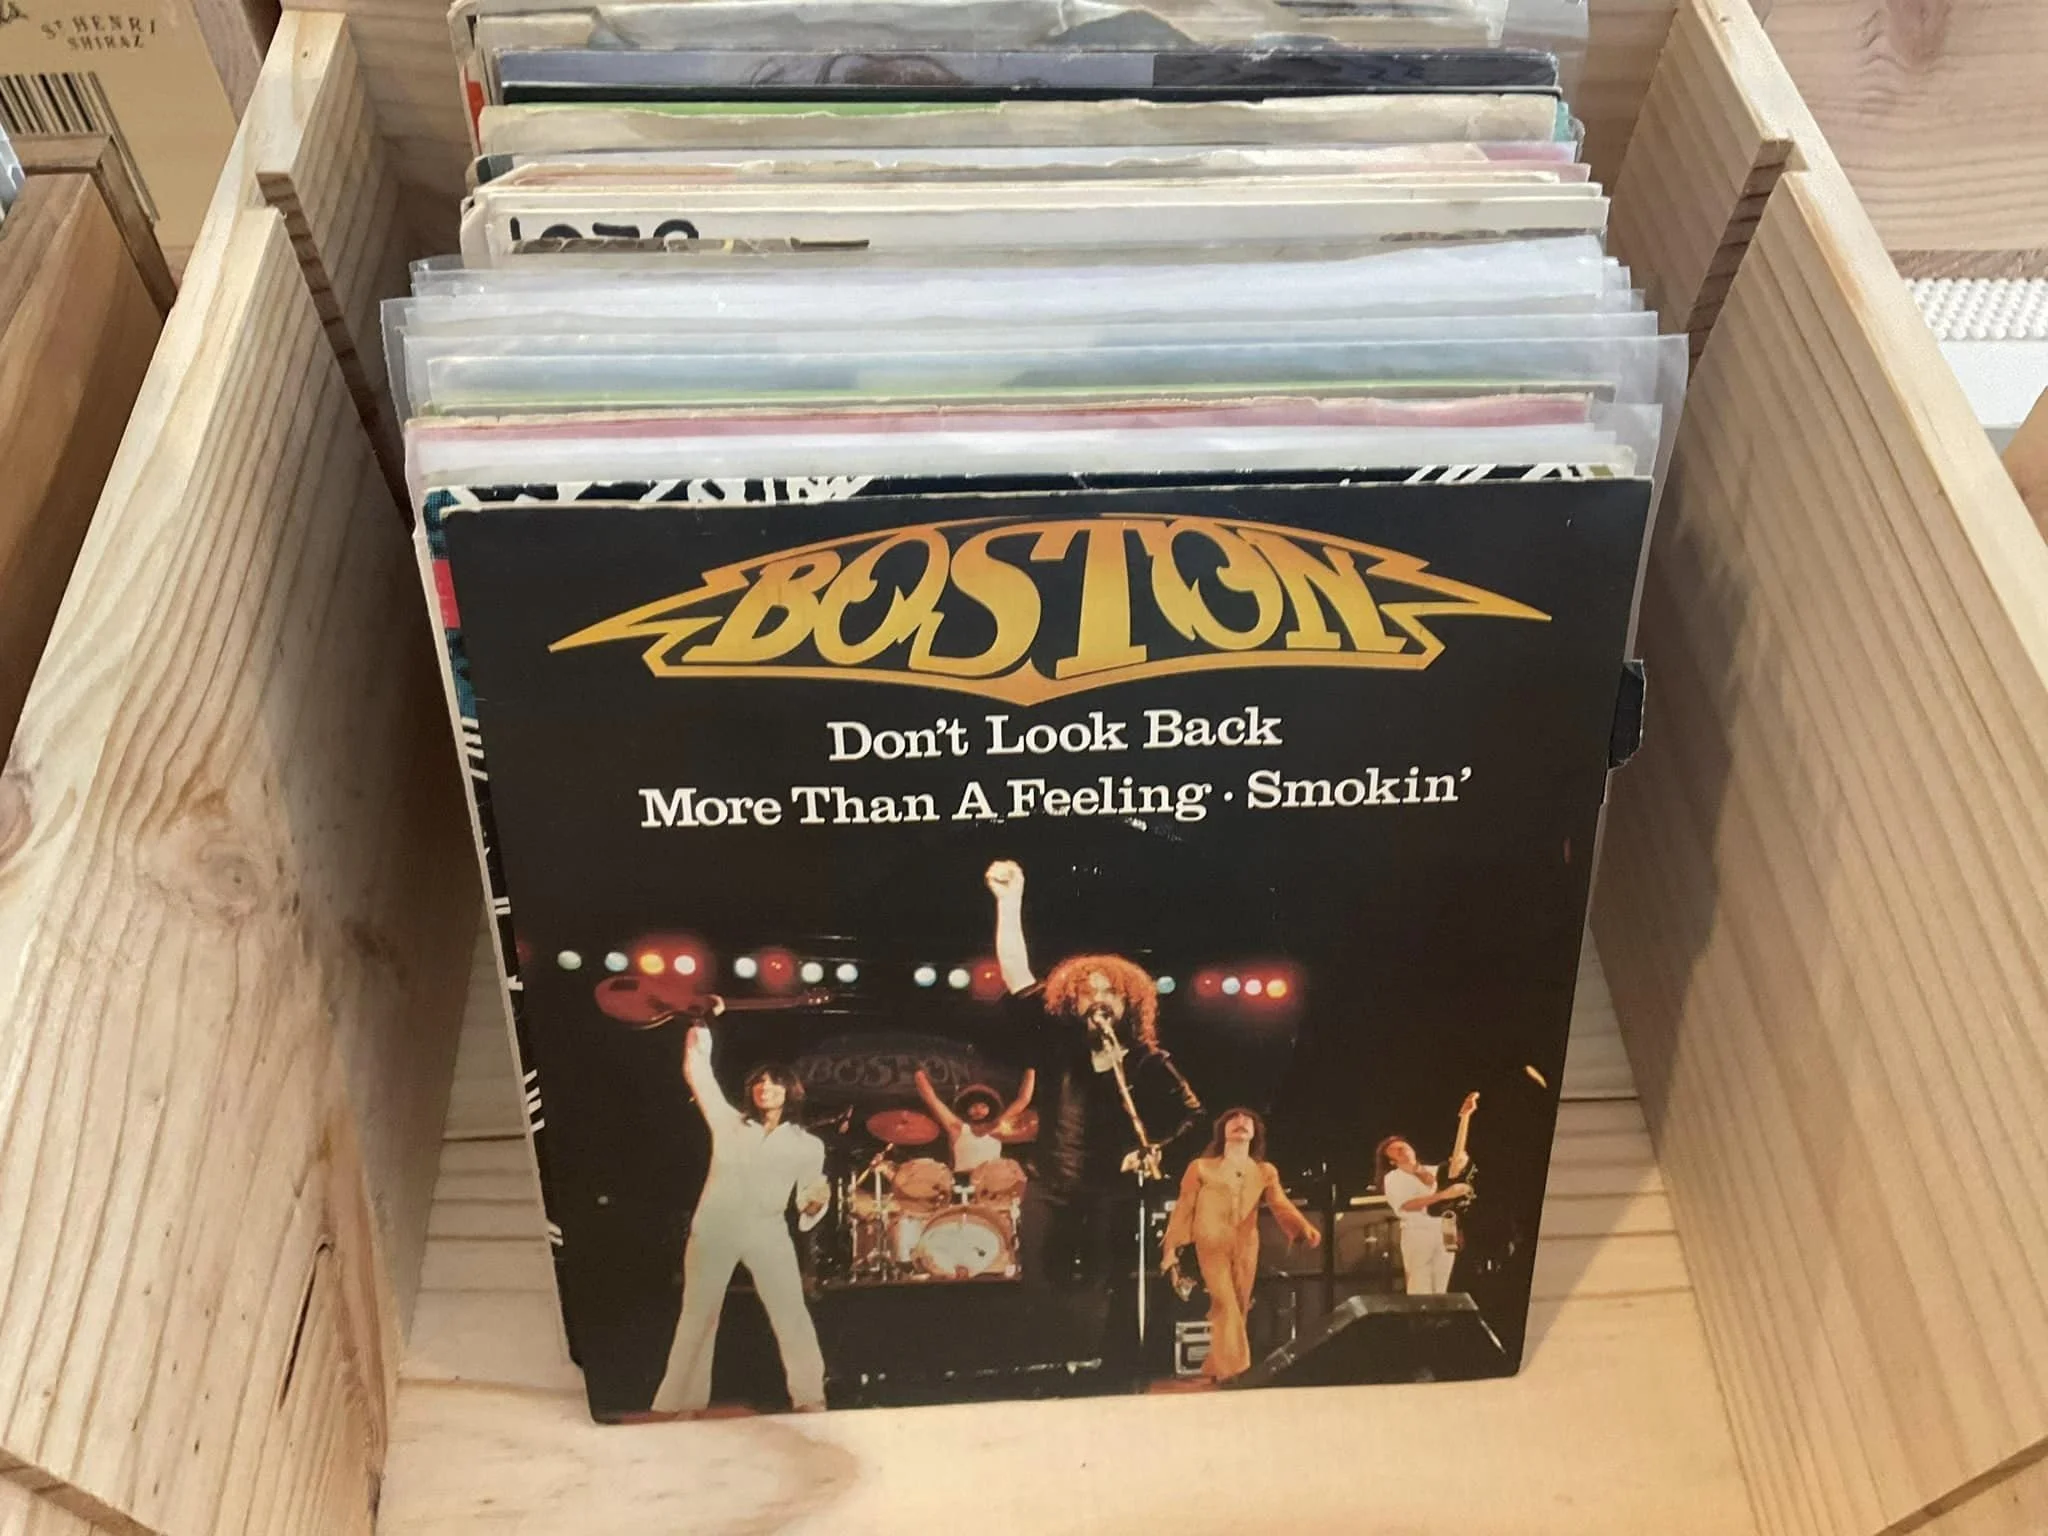 Sᵗ HENRI
SHIRAZ
BOSTON
Don't Look Back
More Than A Feeling · Smokin'
BOSTON